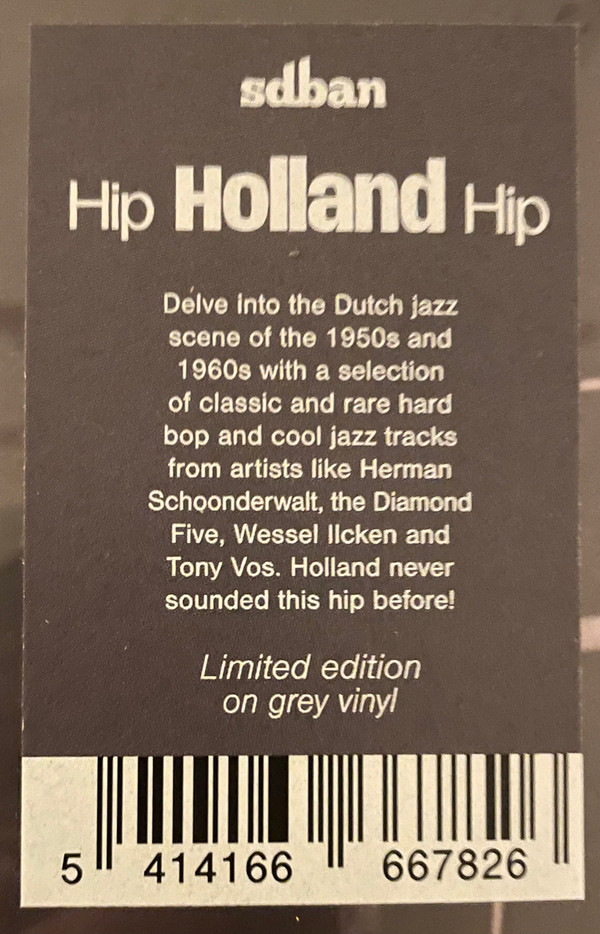 sdban
Hip Holland Hip
Delve into the Dutch jazz
scene of the 1950s and
1960s with a selection
of classic and rare hard
bop and cool jazz tracks
from artists like Herman
Schoonderwalt, the Diamond
Five, Wessel Ilcken and
Tony Vos. Holland never
sounded this hip before!
Limited edition
on grey vinyl
5 414166 667826